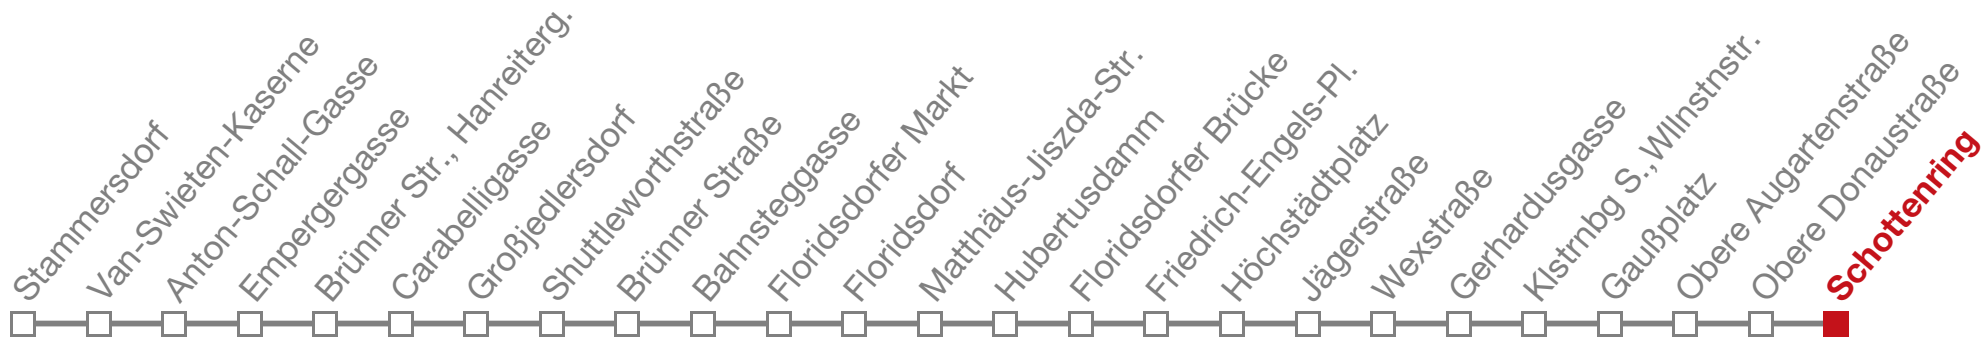 Stammersdorf
Van-Swieten-Kaserne
Anton-Schall-Gasse
Empergergasse
Brünner Str., Hanreiterg.
Carabelligasse
Großjedlersdorf
Shuttleworthstraße
Brünner Straße
Bahnsteggasse
Floridsdorfer Markt
Floridsdorf
Matthäus-Jiszda-Str.
Hubertusdamm
Floridsdorfer Brücke
Friedrich-Engels-Pl.
Höchstädtplatz
Jägerstraße
Wexstraße
Gerhardusgasse
Klstrnbg S., Wllnstnstr.
Gaußplatz
Obere Augartenstraße
Obere Donaustraße
Schottenring